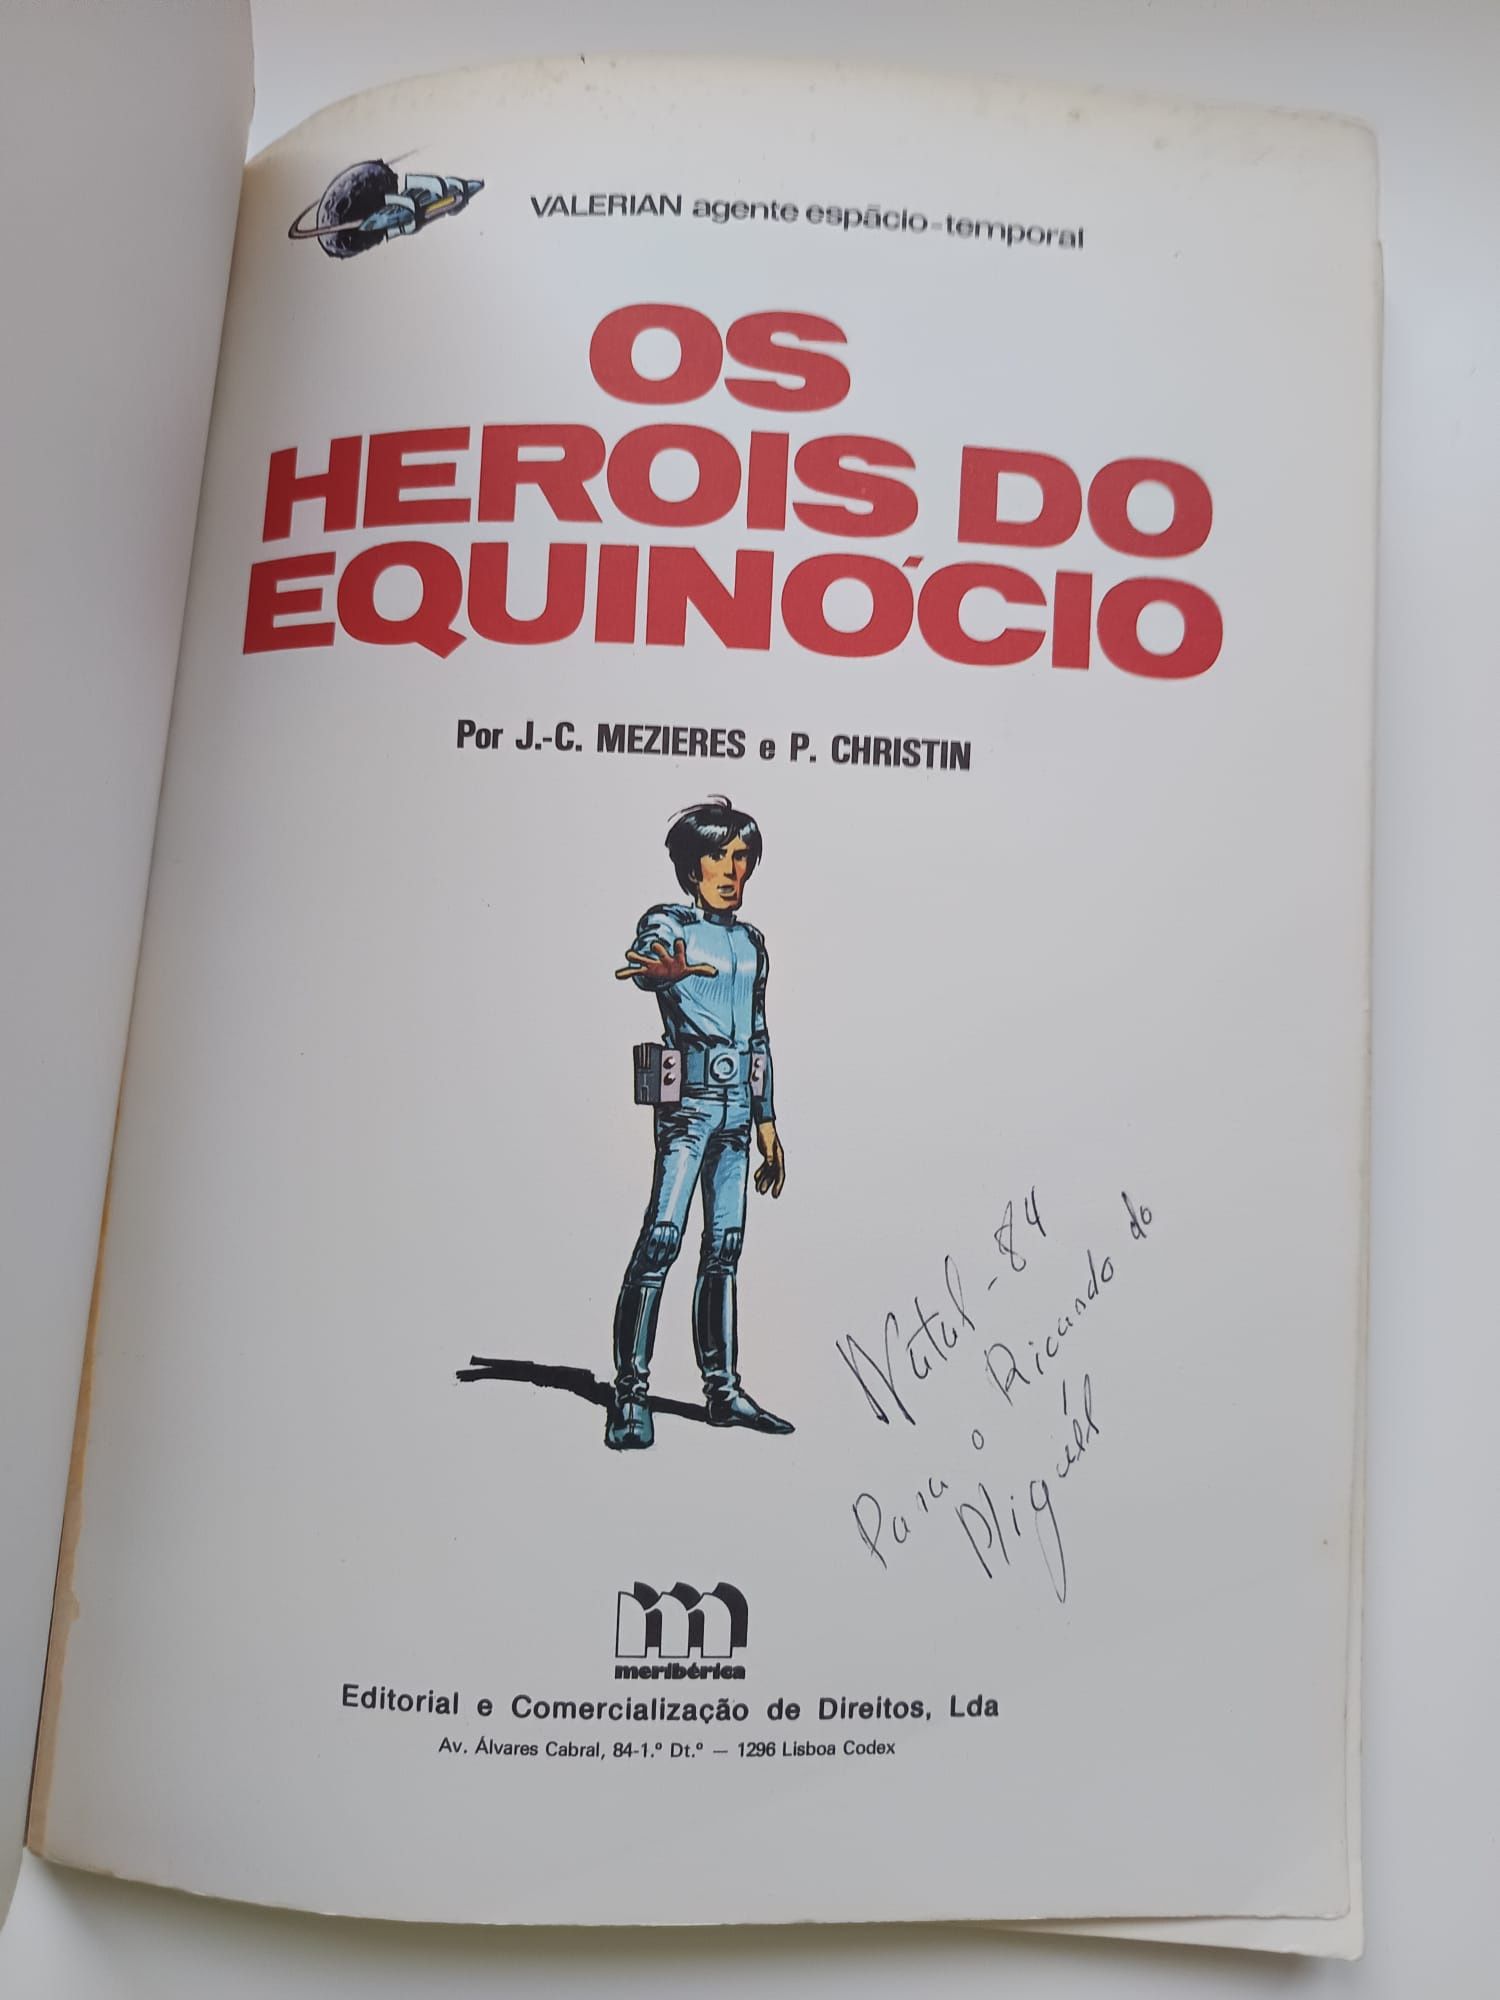 VALERIAN agente espácio-temporal
OS
HEROIS DO
EQUINÓCIO
Por J.-C. MEZIERES e P. CHRISTIN
Natal-84
Para o Ricardo do
Miguel
meribérica
Editorial e Comercialização de Direitos, Lda
Av. Álvares Cabral, 84-1.º Dt.º — 1296 Lisboa Codex